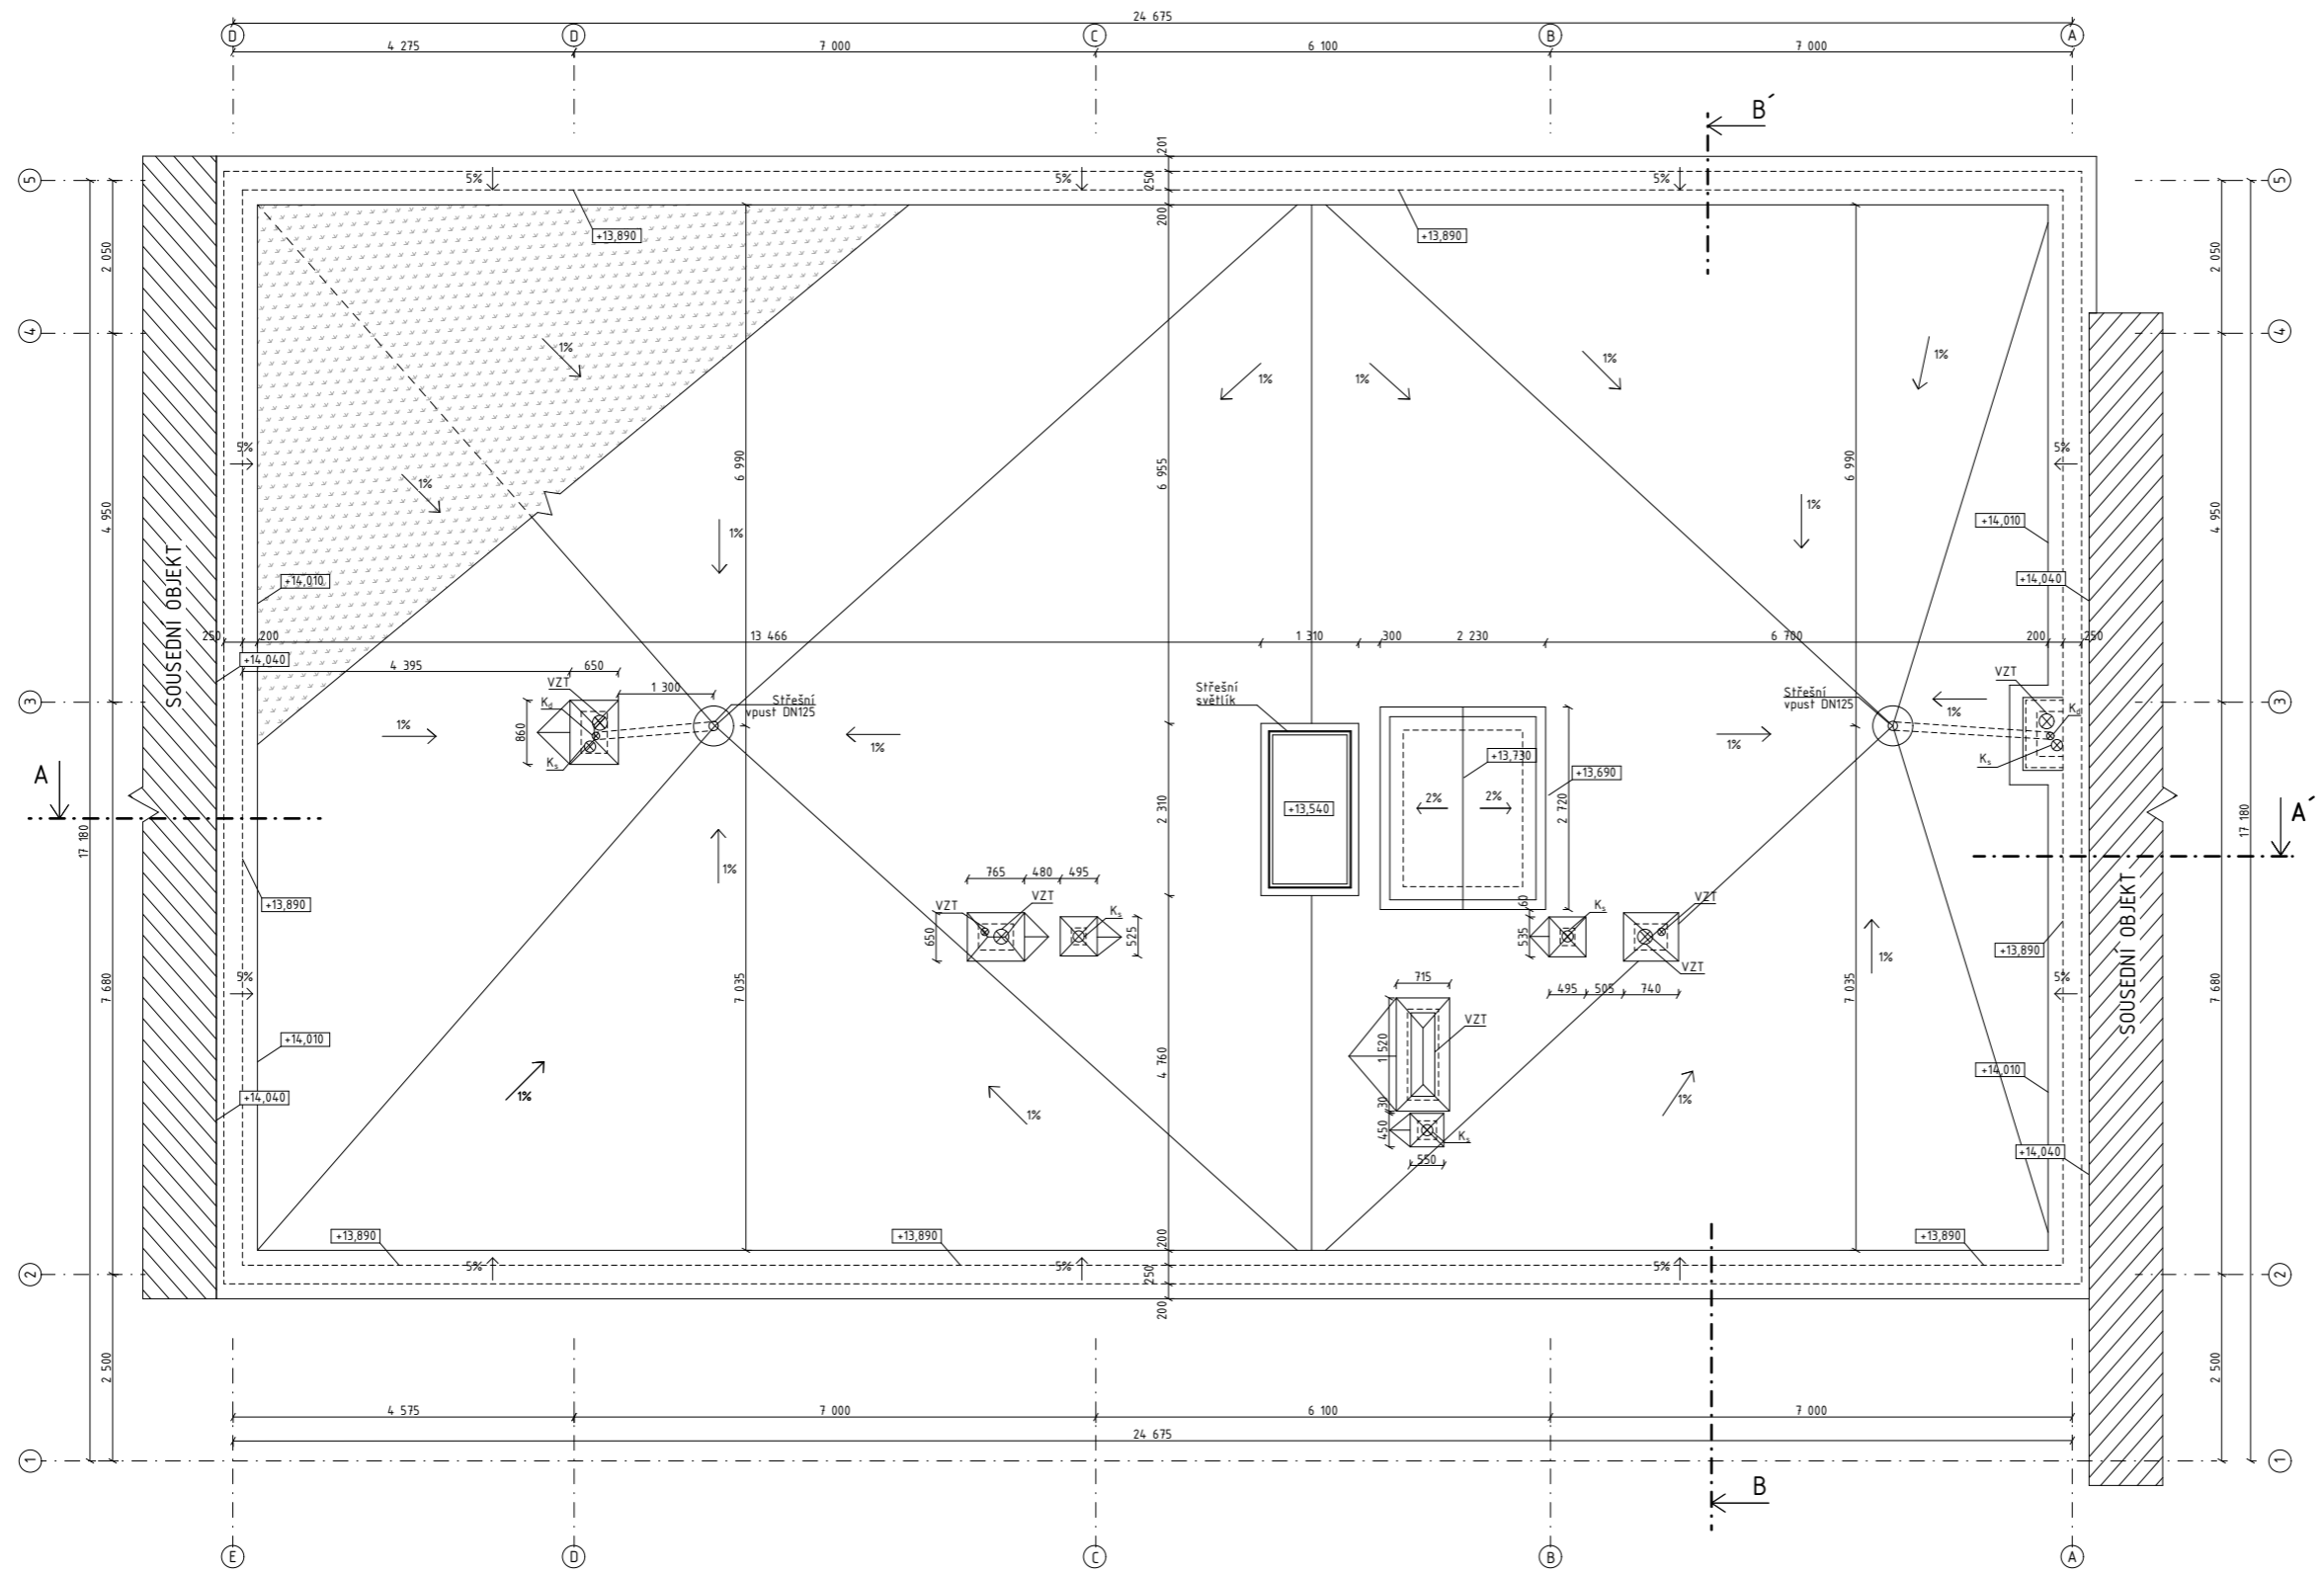 24 675
D D C B A
4 275 7 000 6 100 7 000
B´
201
5 5
5% 5% 5%
250
200
+13,890 +13,890
2 050 2 050
4 4
1% 1% 1% 1% 1%
5% 5%
6 990 6 955 6 990
1% 1%
4 950 4 950
+14,010 1% +14,010
+14,040
SOUSEDNÍ OBJEKT
250 200 13 466 1 310 300 2 230 6 700 200 250
+14,040
4 395 650
VZT 1 300 Střešní
vpust DN125
Střešní
světlík
Střešní
vpust DN125
VZT
3 3
Kd Kd
860 1% 1% 1% 1%
Ks Ks
+13,730
+13,690
A 2% 2% A´
+13,540
2 310 2 720
17 180 17 180
1% 765 480 495
+13,890
VZT VZT Ks
650 525
60 Ks VZT
535 VZT
SOUSEDNÍ OBJEKT
+13,890
1%
5% 5%
7 680 7 035 7 035 7 680
715 495 505 740
+14,010 VZT
1 520
4 760
+14,010
1% 1% 1%
+14,040
30
450 Ks
550
+14,040
+13,890 +13,890 +13,890
200
5% 5% 5%
250
2 2
200
2 500 2 500
4 575 7 000 6 100 7 000
24 675
1 1
B
E D C B A